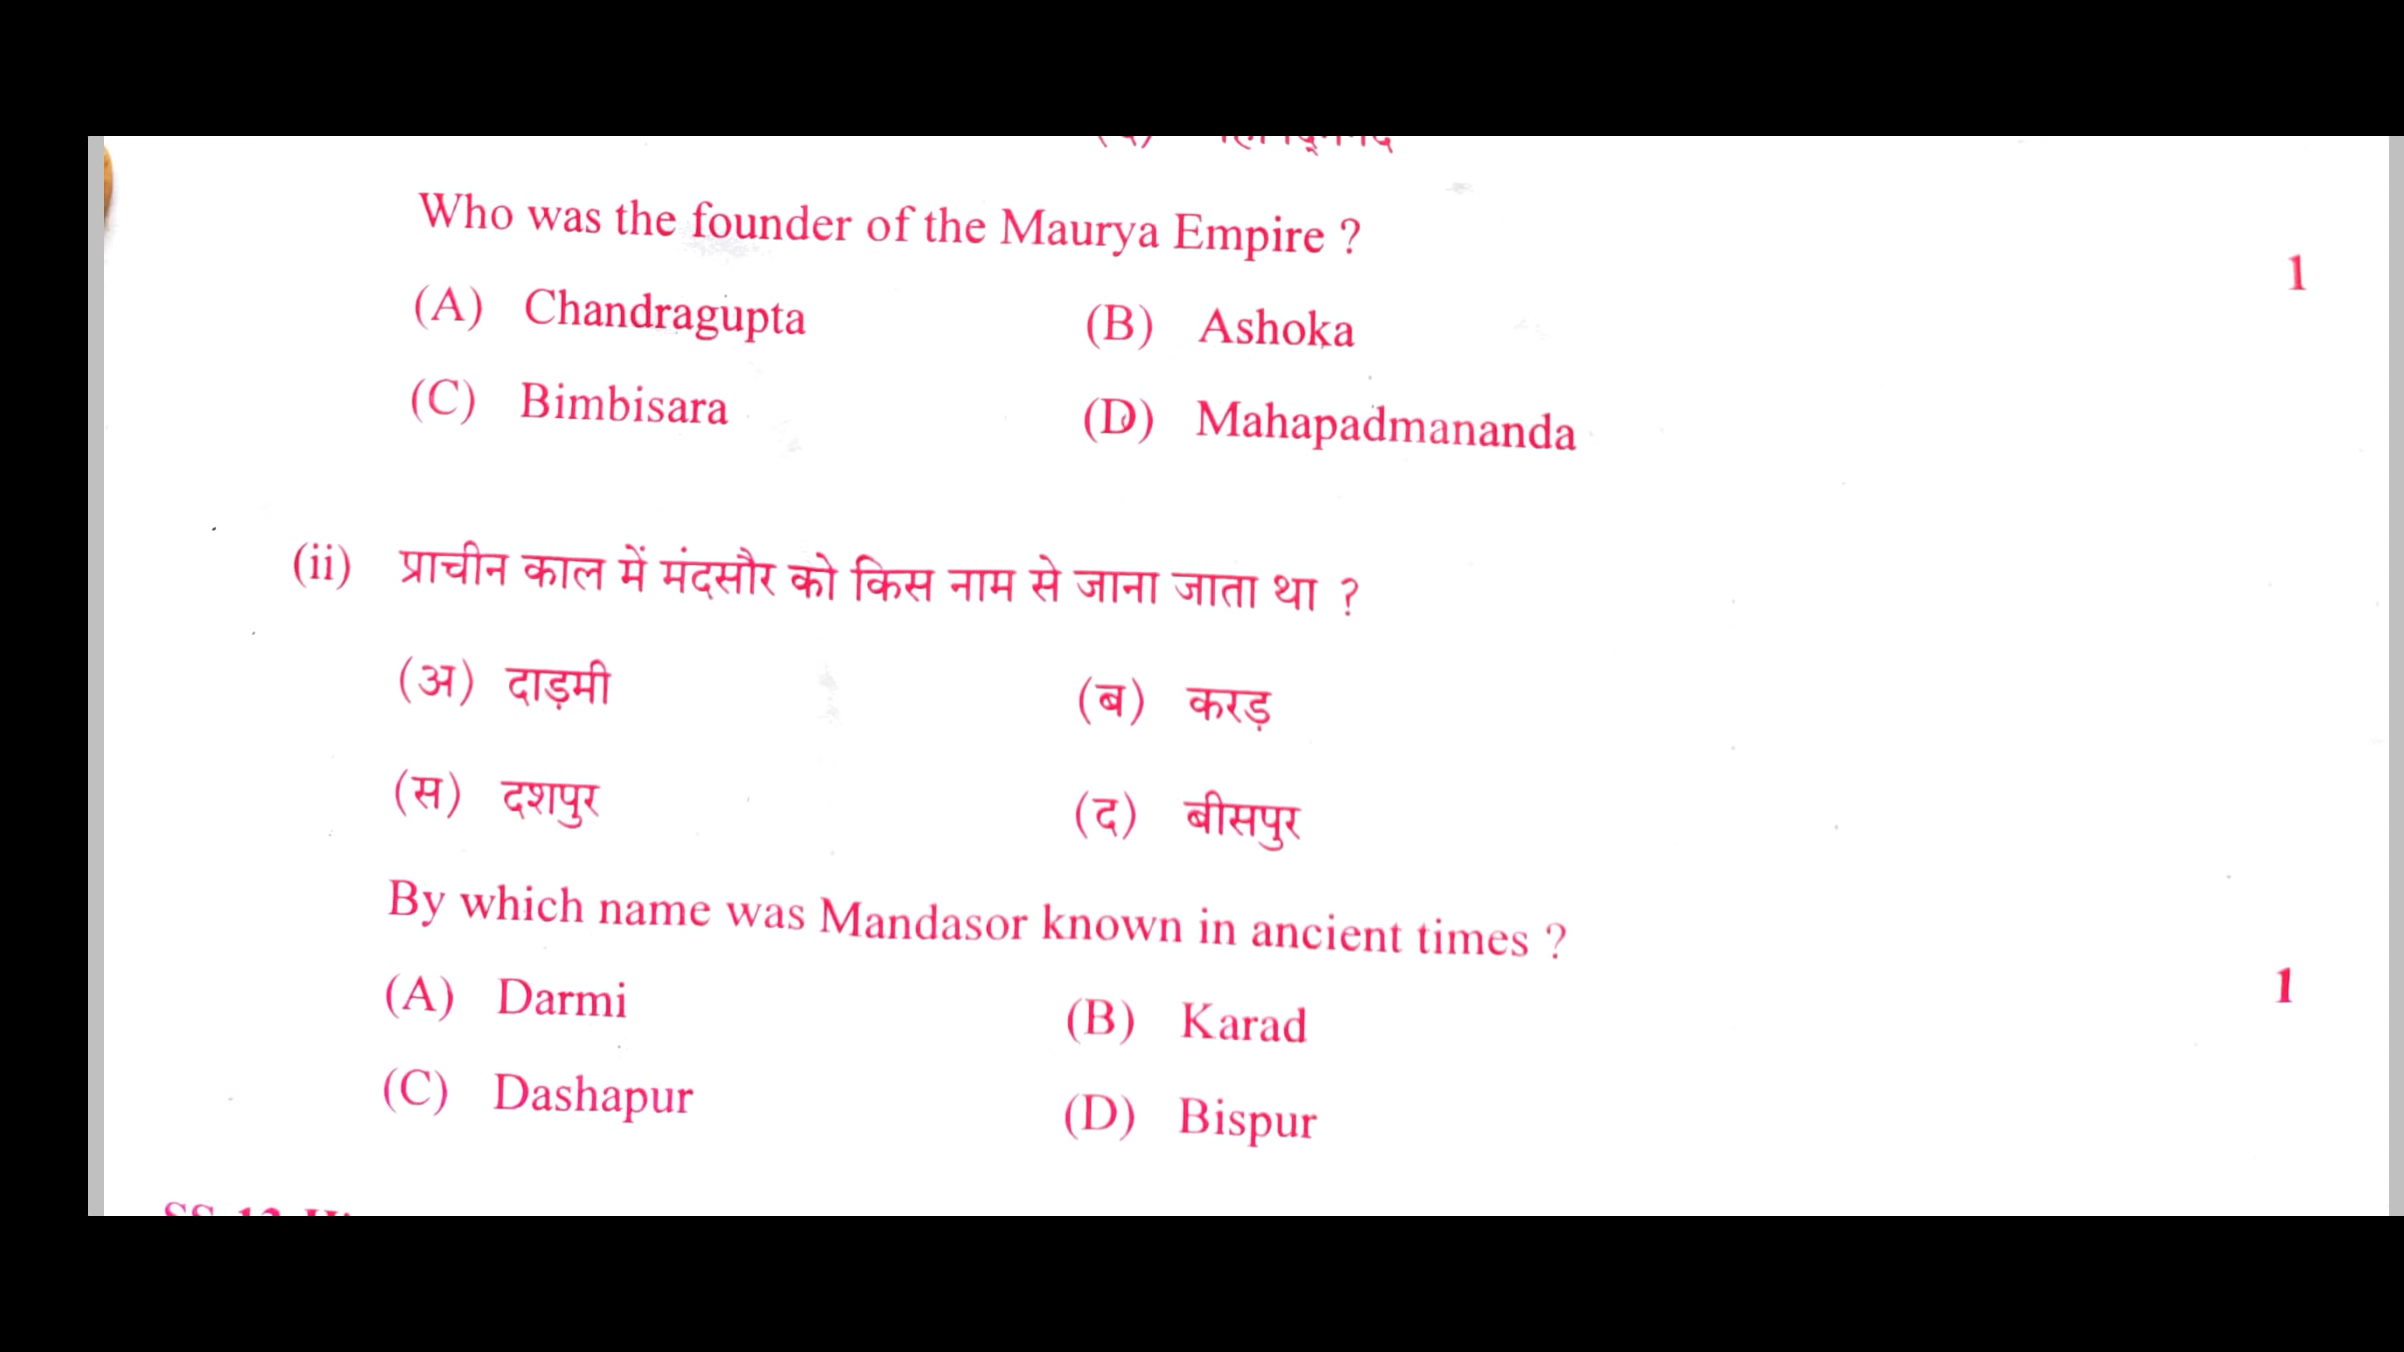 Who was the founder of the Maurya Empire ?
1
(A) Chandragupta (B) Ashoka
(C) Bimbisara (D) Mahapadmananda
(ii) प्राचीन काल में मंदसौर को किस नाम से जाना जाता था ?
(अ) दाड़मी (ब) करड़
(स) दशपुर (द) बीसपुर
By which name was Mandasor known in ancient times ?
1
(A) Darmi (B) Karad
(C) Dashapur (D) Bispur